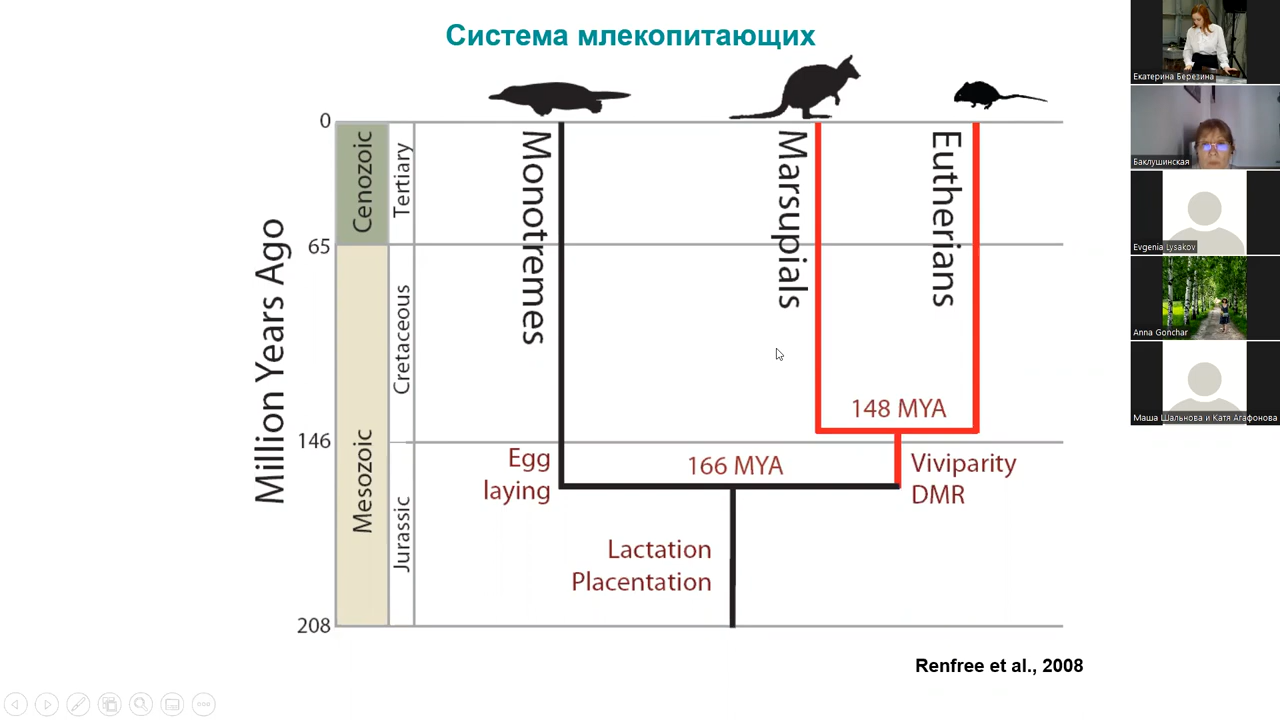 Система млекопитающих
Million Years Ago
0
65
146
208
Cenozoic
Mesozoic
Tertiary
Cretaceous
Jurassic
Monotremes
Marsupials
Eutherians
148 MYA
166 MYA
Egg
laying
Viviparity
DMR
Lactation
Placentation
Renfree et al., 2008
Екатерина Березина
Баклушинская
Evgenia Lysakov
Anna Gonchar
Маша Шальнова и Катя Агафонова